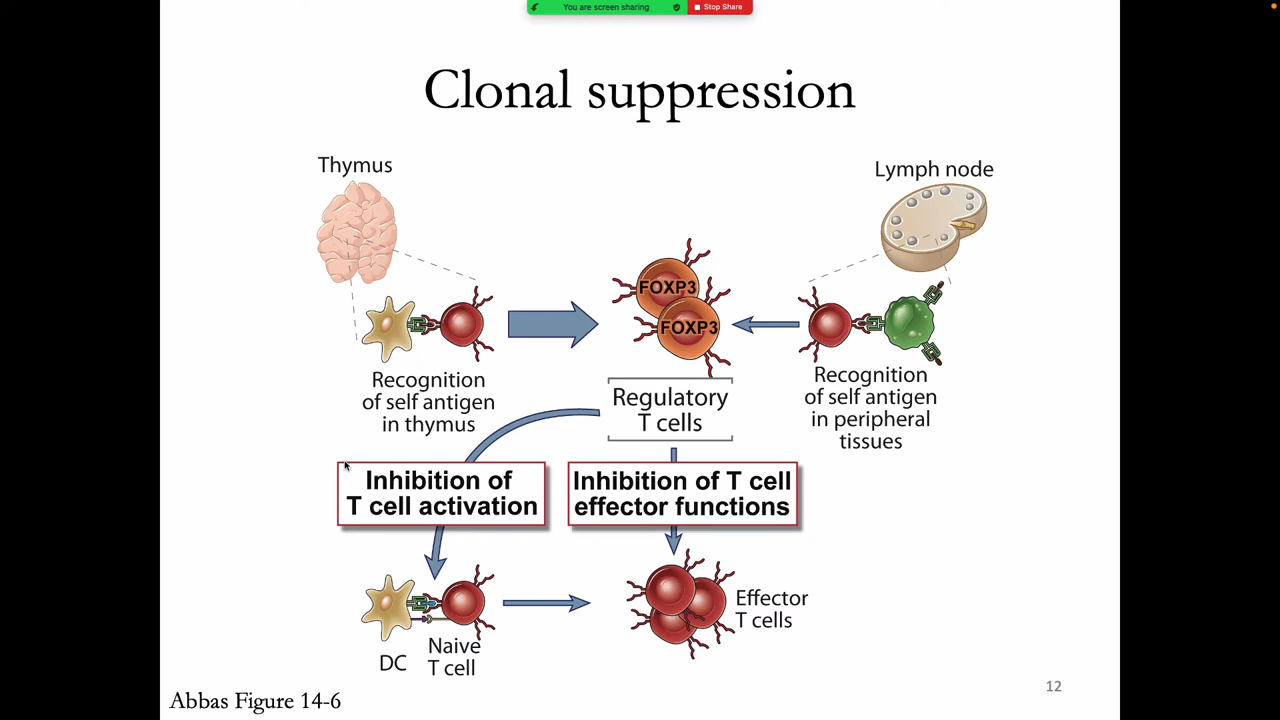 You are screen sharing
Stop Share
Clonal suppression
Thymus
Lymph node
FOXP3
FOXP3
Recognition
of self antigen
in thymus
Regulatory
T cells
Recognition
of self antigen
in peripheral
tissues
Inhibition of
T cell activation
Inhibition of T cell
effector functions
Effector
T cells
DC
Naive
T cell
Abbas Figure 14-6
12